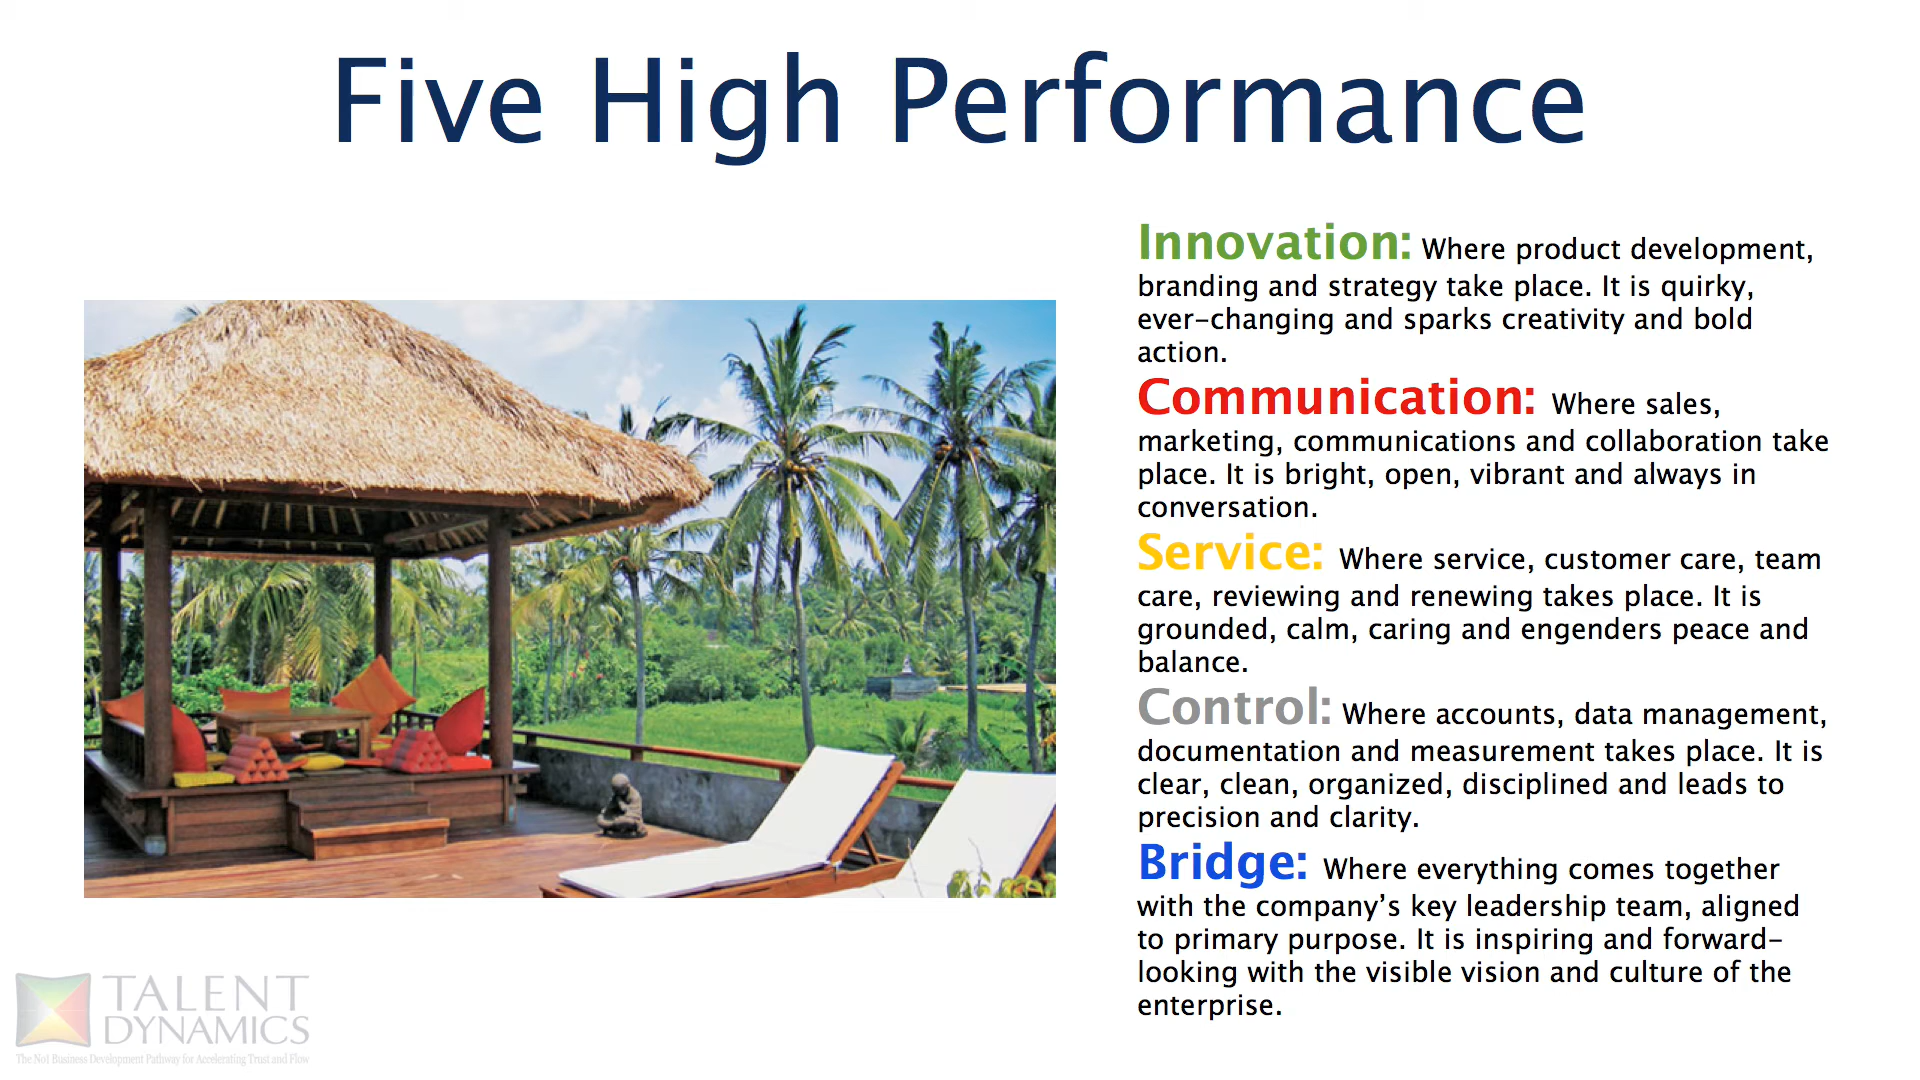 Five High Performance
Innovation: Where product development,
branding and strategy take place. It is quirky,
ever-changing and sparks creativity and bold
action.
Communication: Where sales,
marketing, communications and collaboration take
place. It is bright, open, vibrant and always in
conversation.
Service: Where service, customer care, team
care, reviewing and renewing takes place. It is
grounded, calm, caring and engenders peace and
balance.
Control: Where accounts, data management,
documentation and measurement takes place. It is
clear, clean, organized, disciplined and leads to
precision and clarity.
Bridge: Where everything comes together
with the company’s key leadership team, aligned
to primary purpose. It is inspiring and forward-
looking with the visible vision and culture of the
enterprise.
TALENT
DYNAMICS
The No1 Business Development Pathway for Accelerating Trust and Flow